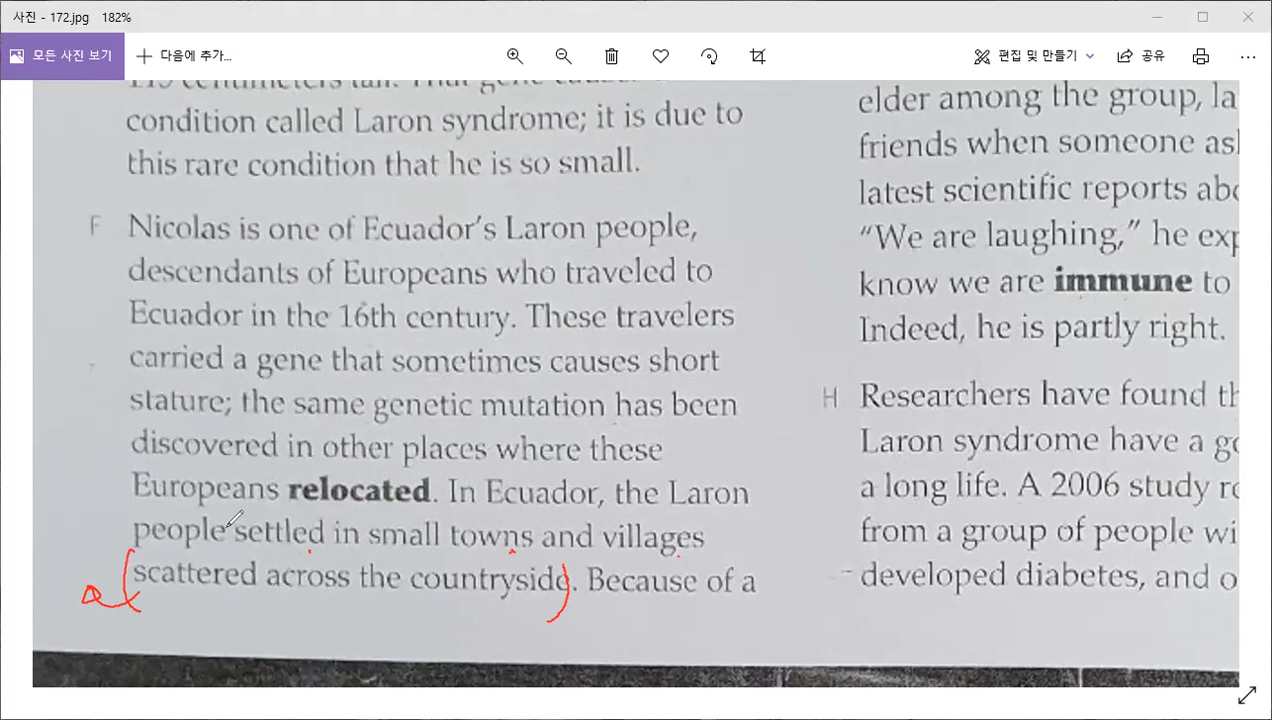 사진 - 172.jpg 182%
모든 사진 보기
다음에 추가...
편집 및 만들기
공유
condition called Laron syndrome; it is due to
this rare condition that he is so small.
F Nicolas is one of Ecuador's Laron people,
descendants of Europeans who traveled to
Ecuador in the 16th century. These travelers
carried a gene that sometimes causes short
stature; the same genetic mutation has been
discovered in other places where these
Europeans relocated. In Ecuador, the Laron
people settled in small towns and villages
scattered across the countryside. Because of a
elder among the group, la
friends when someone as
latest scientific reports abo
"We are laughing," he exp
know we are immune to
Indeed, he is partly right.
H Researchers have found th
Laron syndrome have a go
a long life. A 2006 study re
from a group of people wi
developed diabetes, and o